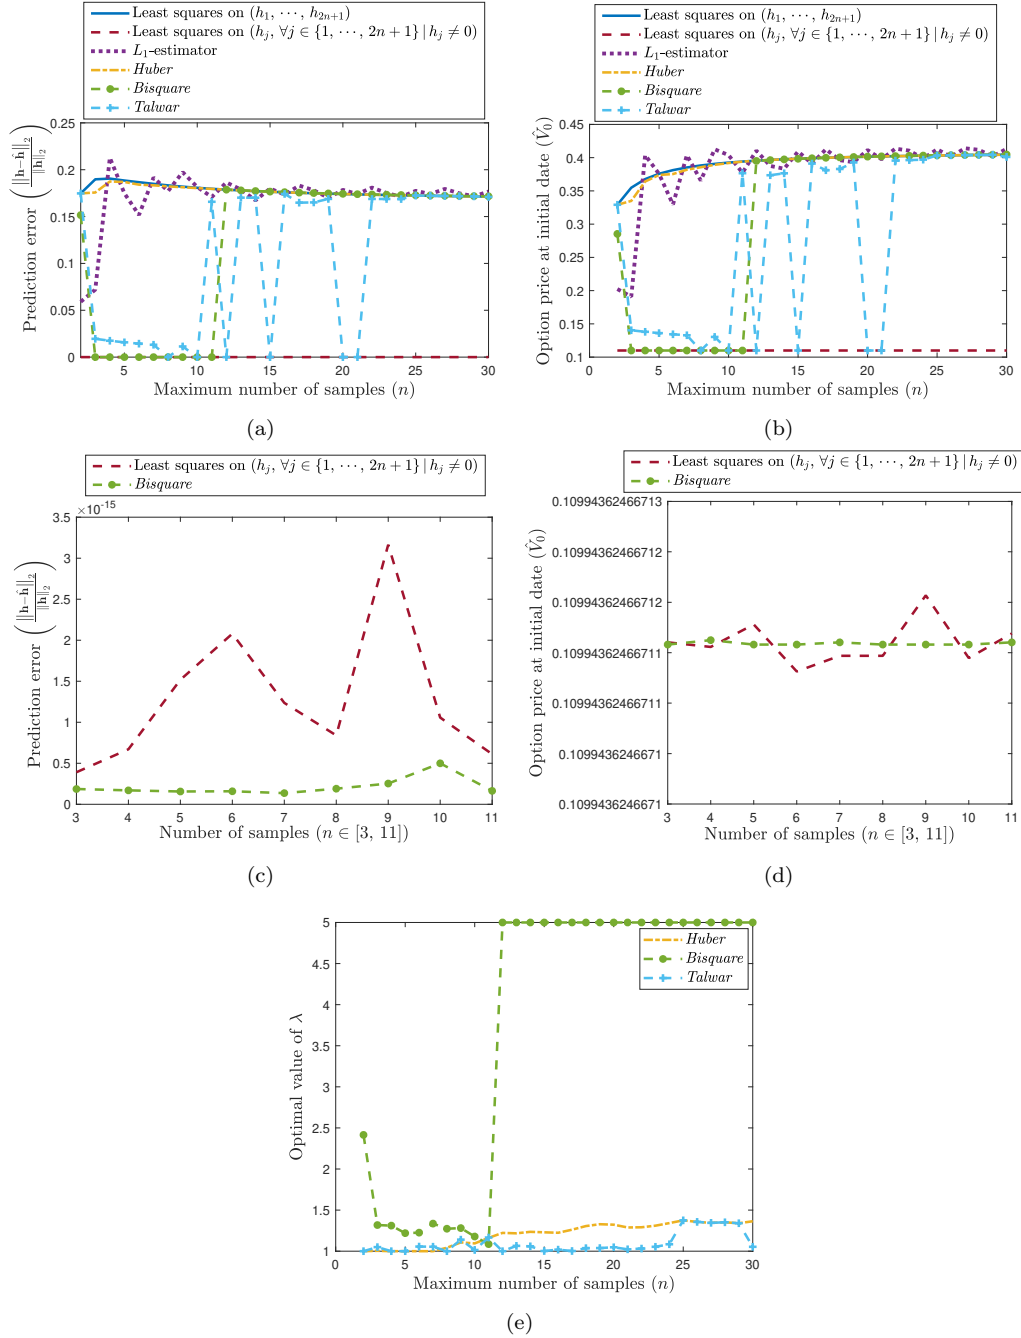 Least squares on (h₁, ⋯, h₂ₙ₊₁)
Least squares on (hⱼ, ∀j ∈ {1, ⋯, 2n + 1} | hⱼ ≠ 0)
L₁-estimator
Huber
Bisquare
Talwar
Prediction error (‖h−ĥ‖₂ / ‖h‖₂)
0.25
0.2
0.15
0.1
0.05
0
5 10 15 20 25 30
Maximum number of samples (n)
(a)
Least squares on (h₁, ⋯, h₂ₙ₊₁)
Least squares on (hⱼ, ∀j ∈ {1, ⋯, 2n + 1} | hⱼ ≠ 0)
L₁-estimator
Huber
Bisquare
Talwar
Option price at initial date (V̂₀)
0.45
0.4
0.35
0.3
0.25
0.2
0.15
0.1
0 5 10 15 20 25 30
Maximum number of samples (n)
(b)
Least squares on (hⱼ, ∀j ∈ {1, ⋯, 2n + 1} | hⱼ ≠ 0)
Bisquare
×10⁻¹⁵
Prediction error (‖h−ĥ‖₂ / ‖h‖₂)
3.5
3
2.5
2
1.5
1
0.5
0
3 4 5 6 7 8 9 10 11
Number of samples (n ∈ [3, 11])
(c)
Least squares on (hⱼ, ∀j ∈ {1, ⋯, 2n + 1} | hⱼ ≠ 0)
Bisquare
Option price at initial date (V̂₀)
0.10994362466713
0.10994362466712
0.10994362466712
0.10994362466711
0.10994362466711
0.1099436246671
0.1099436246671
3 4 5 6 7 8 9 10 11
Number of samples (n ∈ [3, 11])
(d)
Huber
Bisquare
Talwar
Optimal value of λ
5
4.5
4
3.5
3
2.5
2
1.5
1
0 5 10 15 20 25 30
Maximum number of samples (n)
(e)